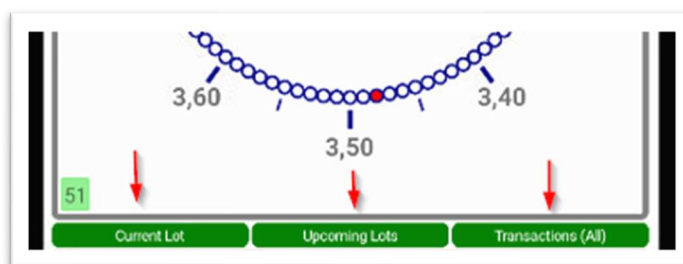 3,60
3,40
3,50
51
Current Lot
Upcoming Lots
Transactions (All)